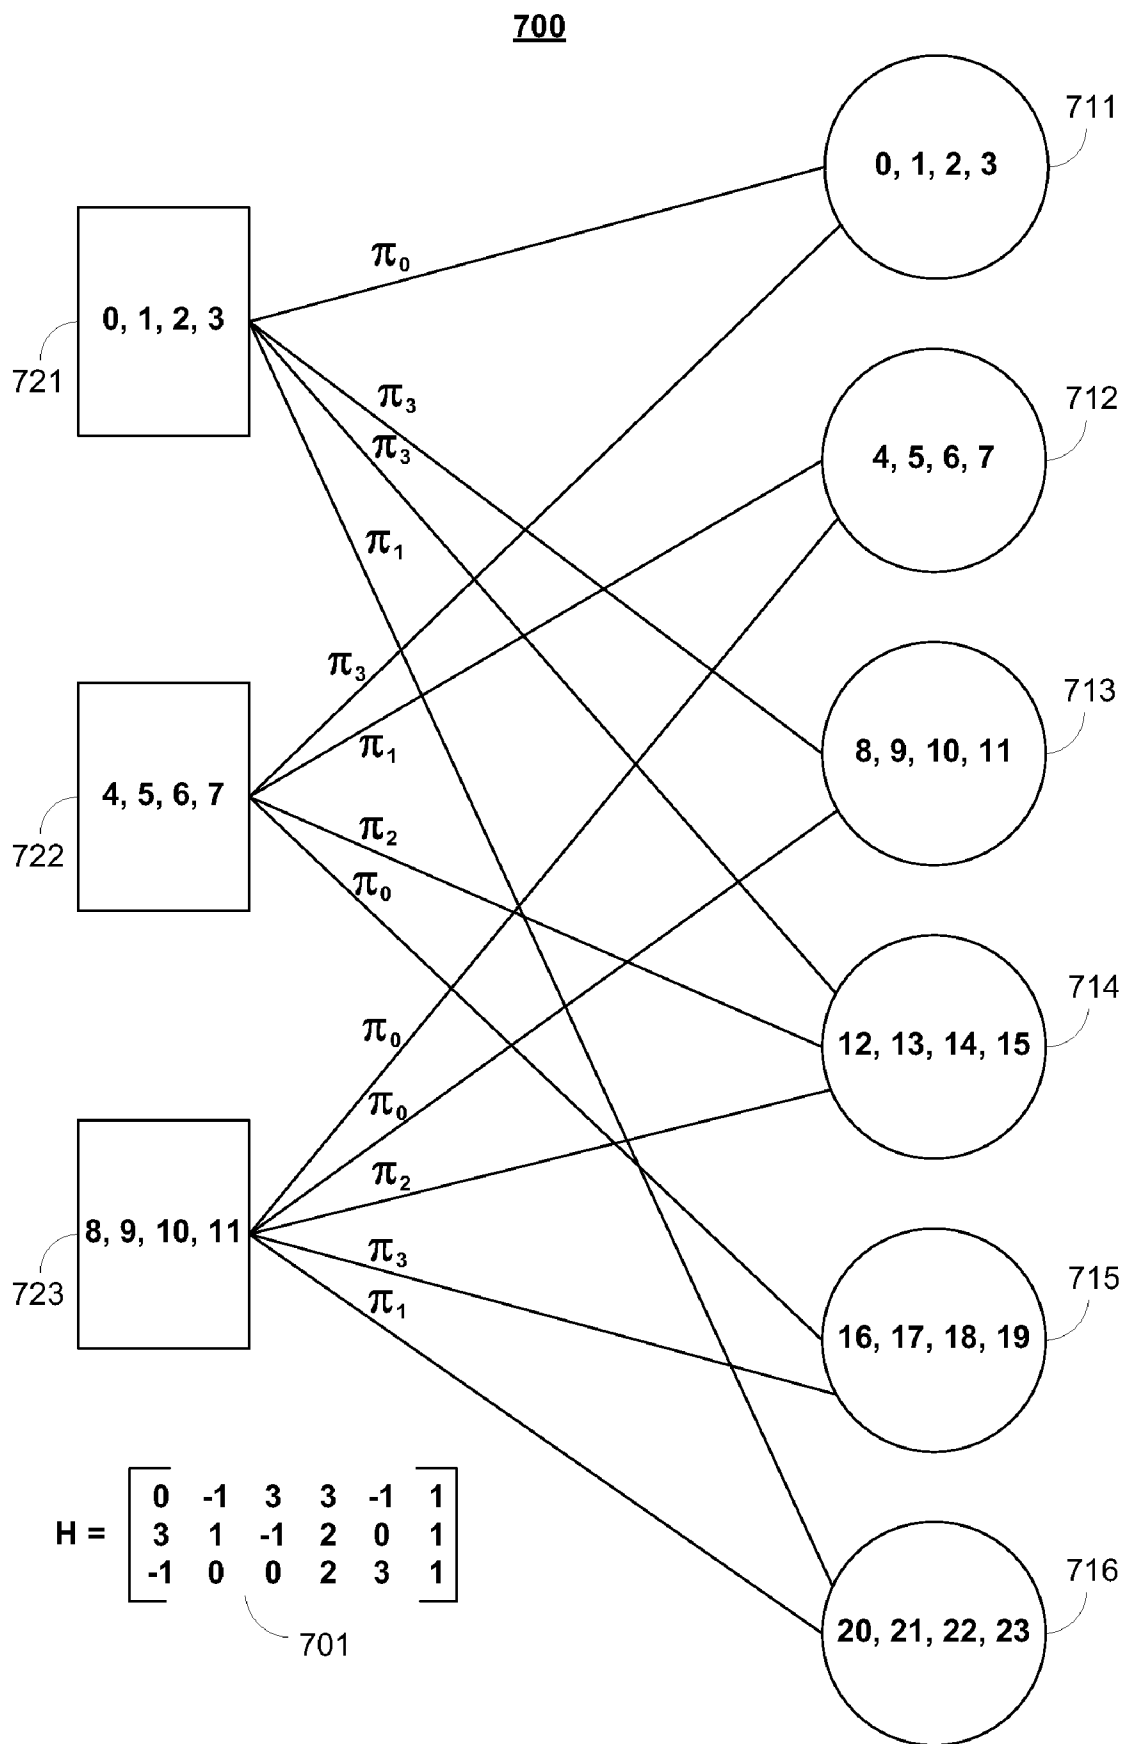 700
711
0, 1, 2, 3
π0
0, 1, 2, 3
721
712
π3
π3
4, 5, 6, 7
π1
π3
713
π1
8, 9, 10, 11
4, 5, 6, 7
722
π2
π0
714
π0
12, 13, 14, 15
π0
π2
8, 9, 10, 11
723
π3
π1
715
16, 17, 18, 19
H =
0 -1 3 3 -1 1
3 1 -1 2 0 1
-1 0 0 2 3 1
701
716
20, 21, 22, 23